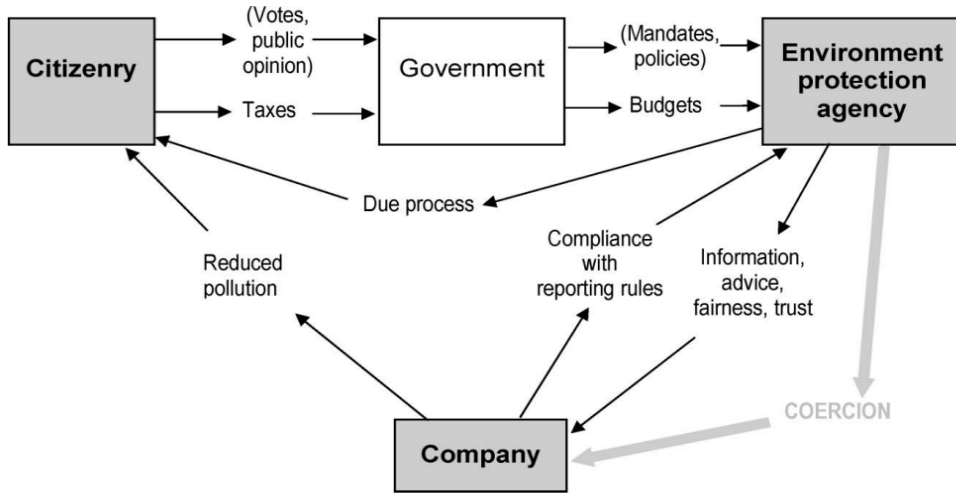 Citizenry
(Votes,
public
opinion)
Taxes
Government
(Mandates,
policies)
Budgets
Environment
protection
agency
Due process
Reduced
pollution
Compliance
with
reporting rules
Information,
advice,
fairness, trust
COERCION
Company